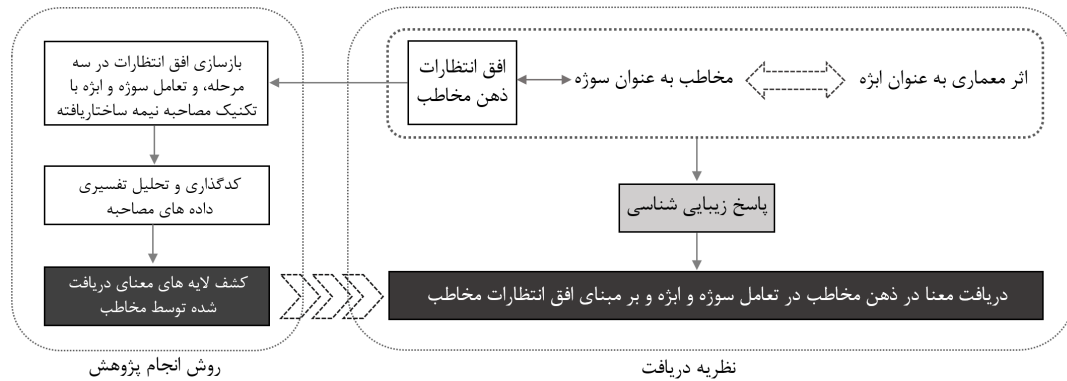 اثر معماری به عنوان ابژه
مخاطب به عنوان سوژه
افق انتظارات
ذهن مخاطب
پاسخ زیبایی شناسی
دریافت معنا در ذهن مخاطب در تعامل سوژه و ابژه و بر مبنای افق انتظارات مخاطب
نظریه دریافت
بازسازی افق انتظارات در سه
مرحله، و تعامل سوژه و ابژه با
تکنیک مصاحبه نیمه ساختاریافته
کدگذاری و تحلیل تفسیری
داده های مصاحبه
کشف لایه های معنای دریافت
شده توسط مخاطب
روش انجام پژوهش